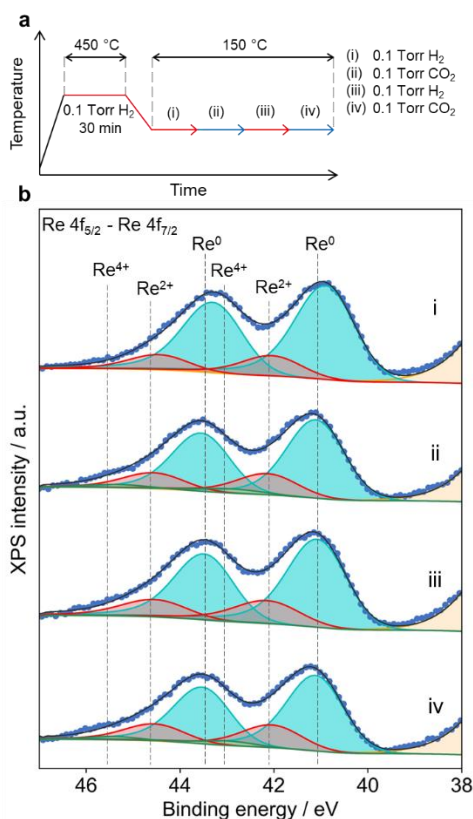 a
450 °C
150 °C
(i) 0.1 Torr H₂
(ii) 0.1 Torr CO₂
(iii) 0.1 Torr H₂
(iv) 0.1 Torr CO₂
Temperature
0.1 Torr H₂
30 min
(i) (ii) (iii) (iv)
Time
b
Re 4f₅/₂ - Re 4f₇/₂
Re⁴⁺ Re²⁺ Re⁰ Re⁴⁺ Re²⁺ Re⁰
i
ii
iii
iv
XPS intensity / a.u.
46 44 42 40 38
Binding energy / eV